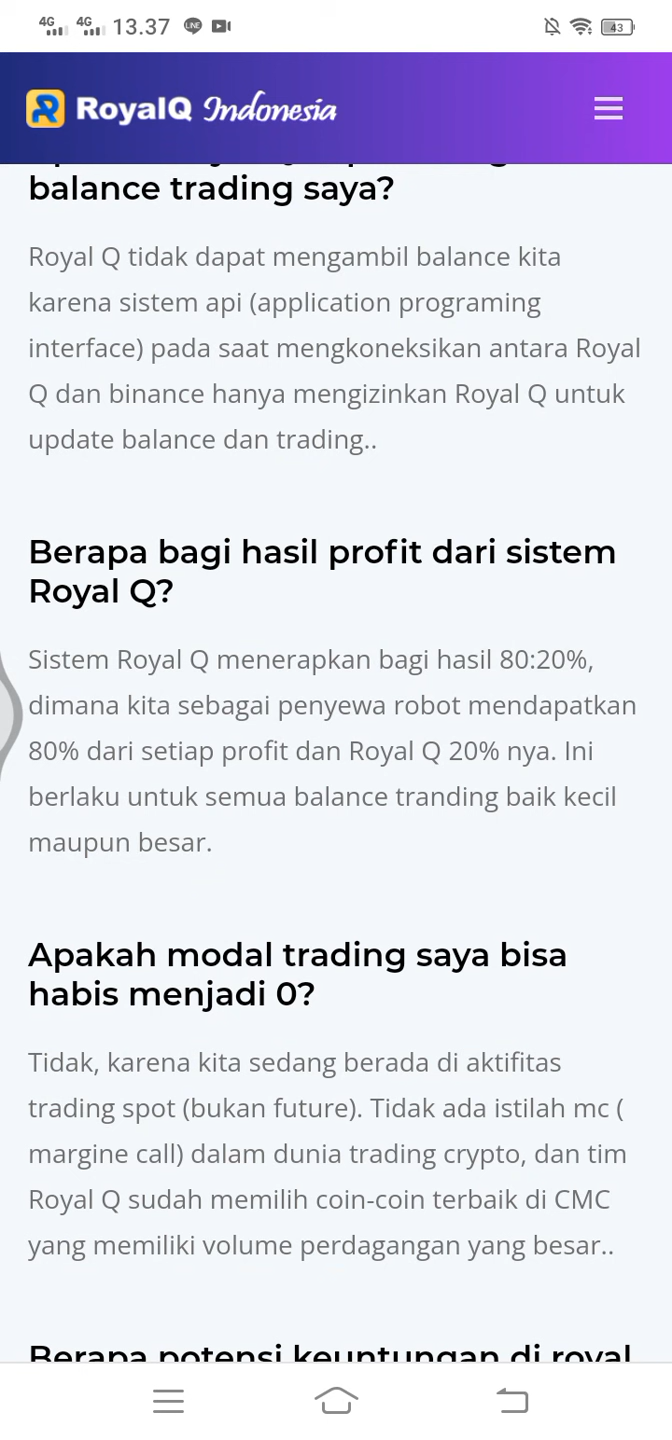 4G 4G 13.37 LINE 43
RoyalQ Indonesia
balance trading saya?
Royal Q tidak dapat mengambil balance kita
karena sistem api (application programing
interface) pada saat mengkoneksikan antara Royal
Q dan binance hanya mengizinkan Royal Q untuk
update balance dan trading..
Berapa bagi hasil profit dari sistem
Royal Q?
Sistem Royal Q menerapkan bagi hasil 80:20%,
dimana kita sebagai penyewa robot mendapatkan
80% dari setiap profit dan Royal Q 20% nya. Ini
berlaku untuk semua balance tranding baik kecil
maupun besar.
Apakah modal trading saya bisa
habis menjadi 0?
Tidak, karena kita sedang berada di aktifitas
trading spot (bukan future). Tidak ada istilah mc (
margine call) dalam dunia trading crypto, dan tim
Royal Q sudah memilih coin-coin terbaik di CMC
yang memiliki volume perdagangan yang besar..
Berapa potensi keuntungan di royal